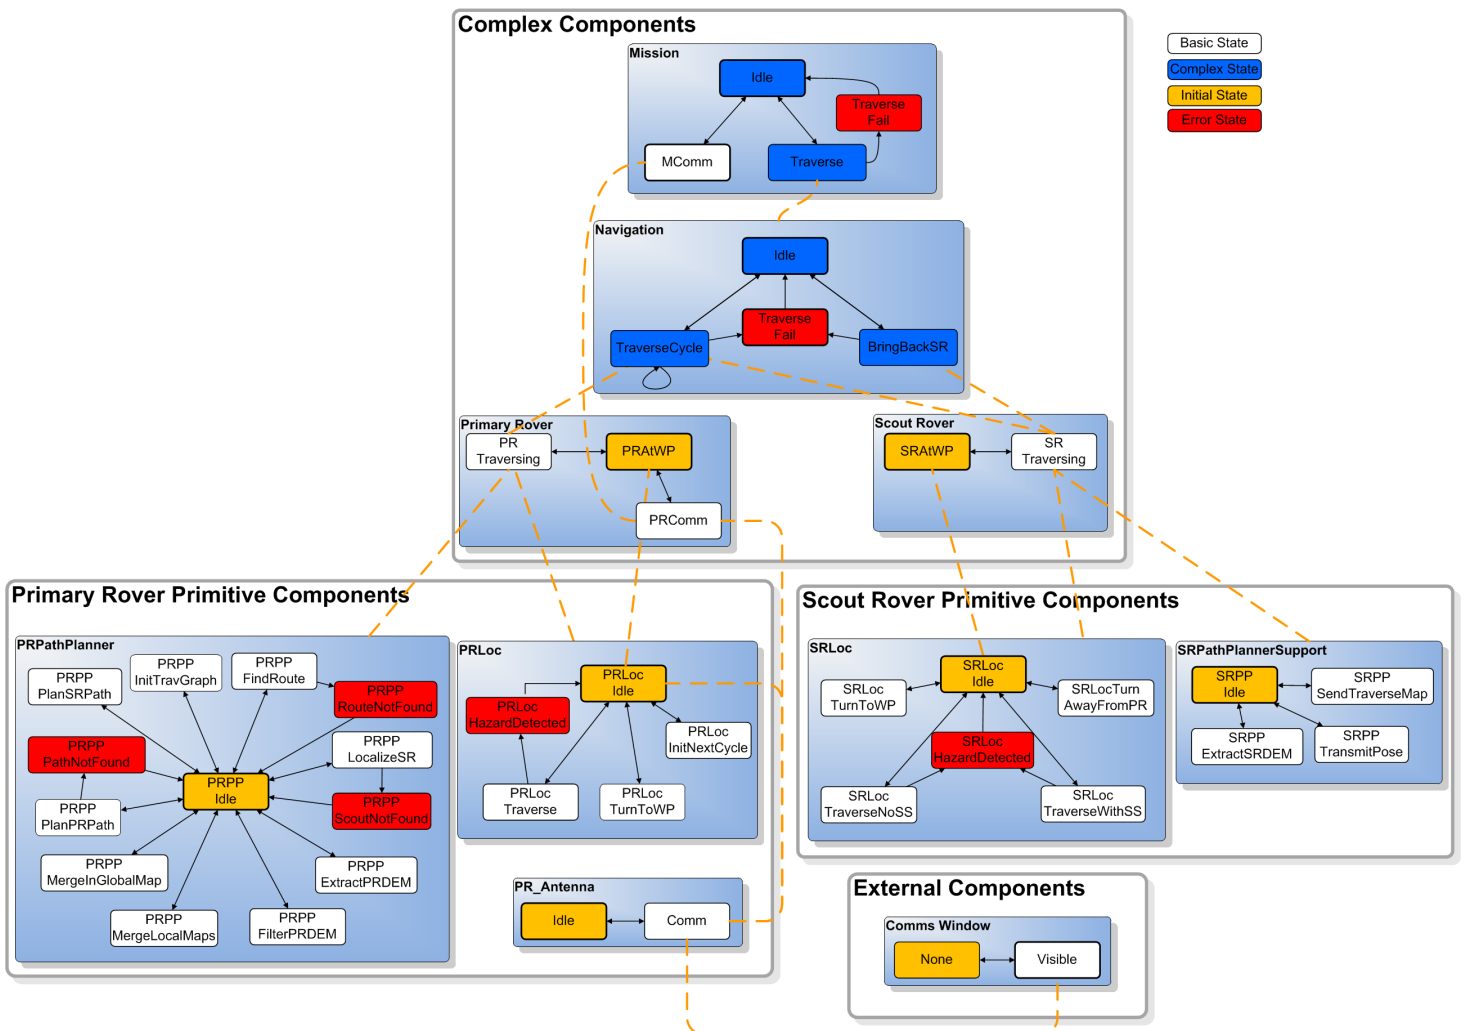 Complex Components
Basic State
Complex State
Initial State
Error State
Mission
Idle
Traverse
Fail
MComm
Traverse
Navigation
Idle
Traverse
Fail
TraverseCycle
BringBackSR
Primary Rover
PR
Traversing
PRAtWP
PRComm
Scout Rover
SRAtWP
SR
Traversing
Primary Rover Primitive Components
PRPathPlanner
PRPP
PlanSRPath
PRPP
InitTravGraph
PRPP
FindRoute
PRPP
RouteNotFound
PRPP
PathNotFound
PRPP
LocalizeSR
PRPP
Idle
PRPP
PlanPRPath
PRPP
ScoutNotFound
PRPP
MergeInGlobalMap
PRPP
ExtractPRDEM
PRPP
MergeLocalMaps
PRPP
FilterPRDEM
PRLoc
PRLoc
Idle
PRLoc
HazardDetected
PRLoc
InitNextCycle
PRLoc
Traverse
PRLoc
TurnToWP
PR_Antenna
Idle
Comm
Scout Rover Primitive Components
SRLoc
SRLoc
Idle
SRLoc
TurnToWP
SRLocTurn
AwayFromPR
SRLoc
HazardDetected
SRLoc
TraverseNoSS
SRLoc
TraverseWithSS
SRPathPlannerSupport
SRPP
Idle
SRPP
SendTraverseMap
SRPP
ExtractSRDEM
SRPP
TransmitPose
External Components
Comms Window
None
Visible